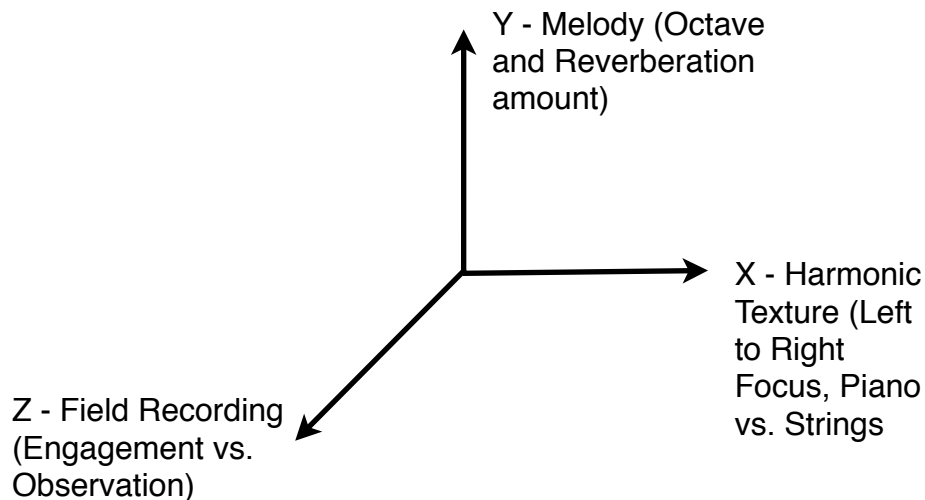 Y - Melody (Octave
and Reverberation
amount)
X - Harmonic
Texture (Left
to Right
Focus, Piano
vs. Strings
Z - Field Recording
(Engagement vs.
Observation)